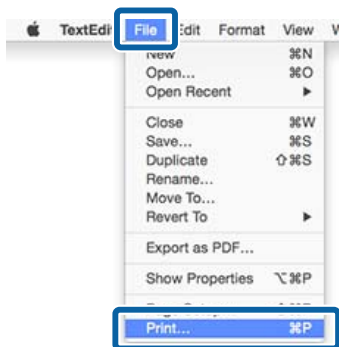 TextEdi File Edit Format View W
New ⌘N
Open... ⌘O
Open Recent ▶
Close ⌘W
Save... ⌘S
Duplicate ⇧⌘S
Rename...
Move To...
Revert To ▶
Export as PDF...
Show Properties ⌥⌘P
Print... ⌘P